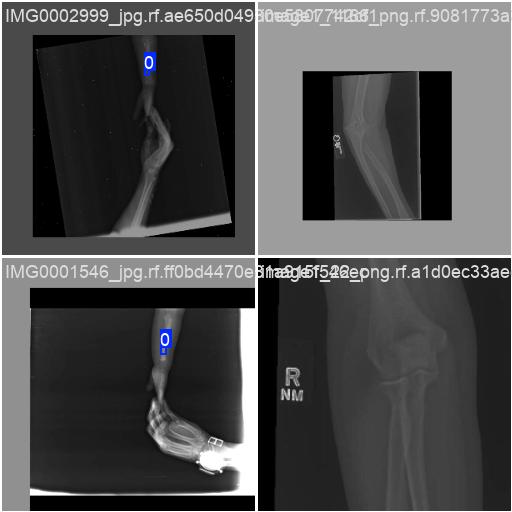 IMG0002999_jpg.rf.ae650d049
png.rf.9081773a
0
IMG0001546_jpg.rf.ff0bd4470e
png.rf.a1d0ec33ae
0
R
NM